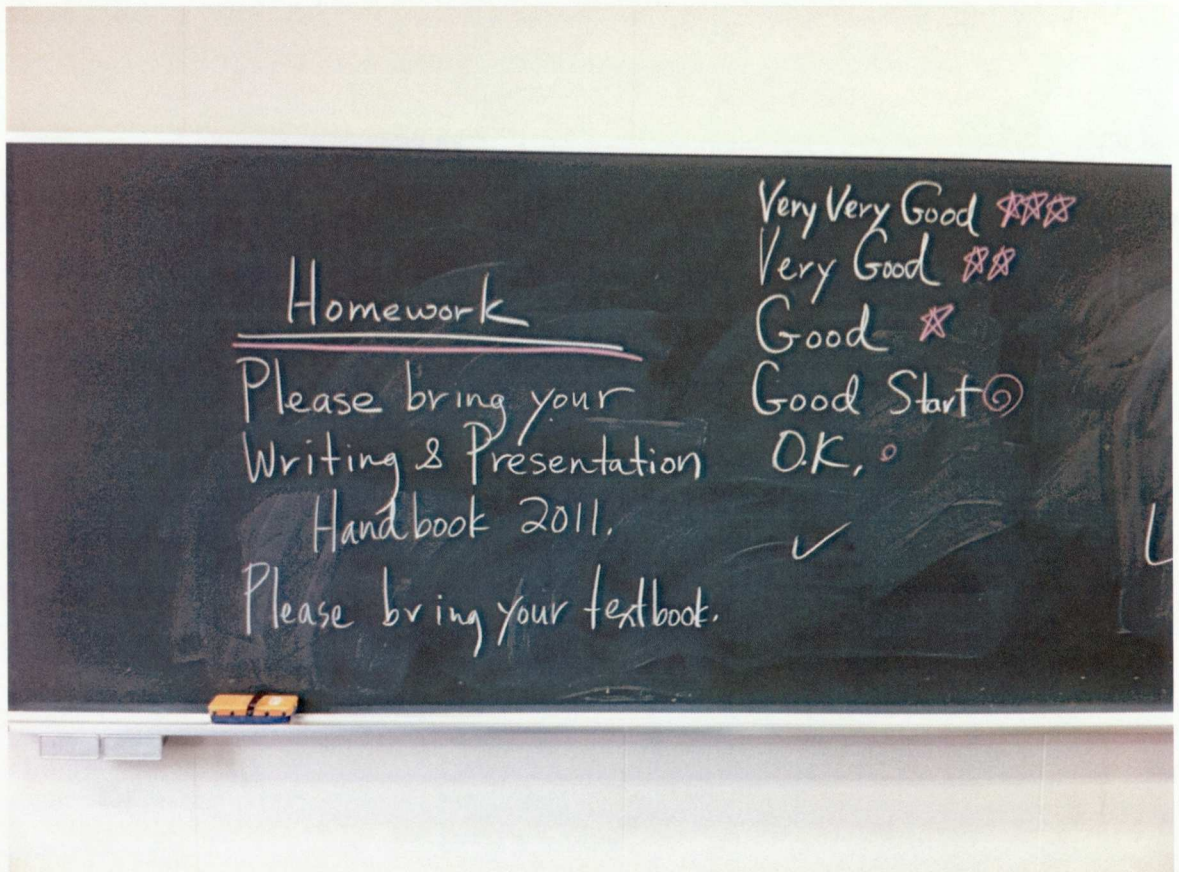 Homework
Please bring your
Writing & Presentation
Handbook 2011.
Please bring your textbook.
Very Very Good ☆☆☆
Very Good ☆☆
Good ☆
Good Start ◎
O.K, ○
✓